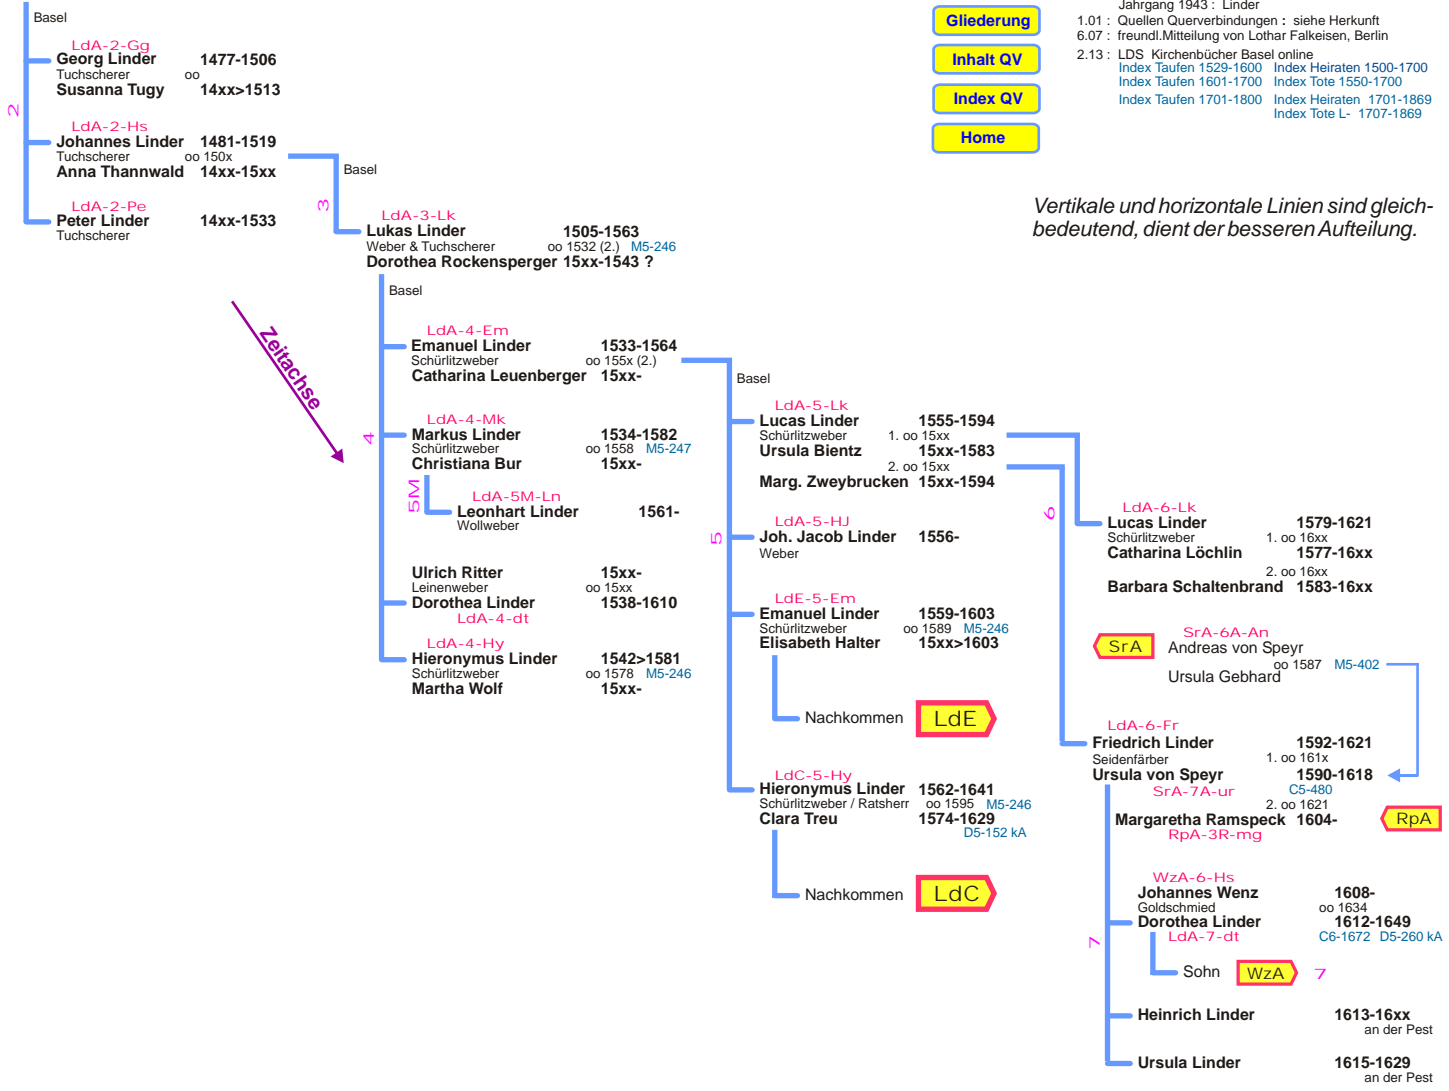 Basel
LdA-2-Gg
Georg Linder 1477-1506
Tuchscherer oo
Susanna Tugy 14xx>1513
2
LdA-2-Hs
Johannes Linder 1481-1519
Tuchscherer oo 150x
Anna Thannwald 14xx-15xx
LdA-2-Pe
Peter Linder 14xx-1533
Tuchscherer
Gliederung
Inhalt QV
Index QV
Home
Jahrgang 1943 : Linder
1.01 : Quellen Querverbindungen : siehe Herkunft
6.07 : freundl.Mitteilung von Lothar Falkeisen, Berlin
2.13 : LDS Kirchenbücher Basel online
Index Taufen 1529-1600 Index Heiraten 1500-1700
Index Taufen 1601-1700 Index Tote 1550-1700
Index Taufen 1701-1800 Index Heiraten 1701-1869
Index Tote L- 1707-1869
Vertikale und horizontale Linien sind gleich-
bedeutend, dient der besseren Aufteilung.
Basel
3
LdA-3-Lk
Lukas Linder 1505-1563
Weber & Tuchscherer oo 1532 (2.) M5-246
Dorothea Rockensperger 15xx-1543 ?
Zeitachse
Basel
4
LdA-4-Em
Emanuel Linder 1533-1564
Schürlitzweber oo 155x (2.)
Catharina Leuenberger 15xx-
LdA-4-Mk
Markus Linder 1534-1582
Schürlitzweber oo 1558 M5-247
Christiana Bur 15xx-
5M
LdA-5M-Ln
Leonhart Linder 1561-
Wollweber
Ulrich Ritter 15xx-
Leinenweber oo 15xx
Dorothea Linder 1538-1610
LdA-4-dt
LdA-4-Hy
Hieronymus Linder 1542>1581
Schürlitzweber oo 1578 M5-246
Martha Wolf 15xx-
Basel
5
LdA-5-Lk
Lucas Linder 1555-1594
Schürlitzweber 1. oo 15xx
Ursula Bientz 15xx-1583
2. oo 15xx
Marg. Zweybrucken 15xx-1594
LdA-5-HJ
Joh. Jacob Linder 1556-
Weber
LdE-5-Em
Emanuel Linder 1559-1603
Schürlitzweber oo 1589 M5-246
Elisabeth Halter 15xx>1603
Nachkommen LdE
LdC-5-Hy
Hieronymus Linder 1562-1641
Schürlitzweber / Ratsherr oo 1595 M5-246
Clara Treu 1574-1629
D5-152 kA
Nachkommen LdC
6
LdA-6-Lk
Lucas Linder 1579-1621
Schürlitzweber 1. oo 16xx
Catharina Löchlin 1577-16xx
2. oo 16xx
Barbara Schaltenbrand 1583-16xx
SrA
SrA-6A-An
Andreas von Speyr
oo 1587 M5-402
Ursula Gebhard
LdA-6-Fr
Friedrich Linder 1592-1621
Seidenfärber 1. oo 161x
Ursula von Speyr 1590-1618
SrA-7A-ur C5-480
2. oo 1621
Margaretha Ramspeck 1604- RpA
RpA-3R-mg
7
WzA-6-Hs
Johannes Wenz 1608-
Goldschmied oo 1634
Dorothea Linder 1612-1649
LdA-7-dt C6-1672 D5-260 kA
Sohn WzA 7
Heinrich Linder 1613-16xx
an der Pest
Ursula Linder 1615-1629
an der Pest